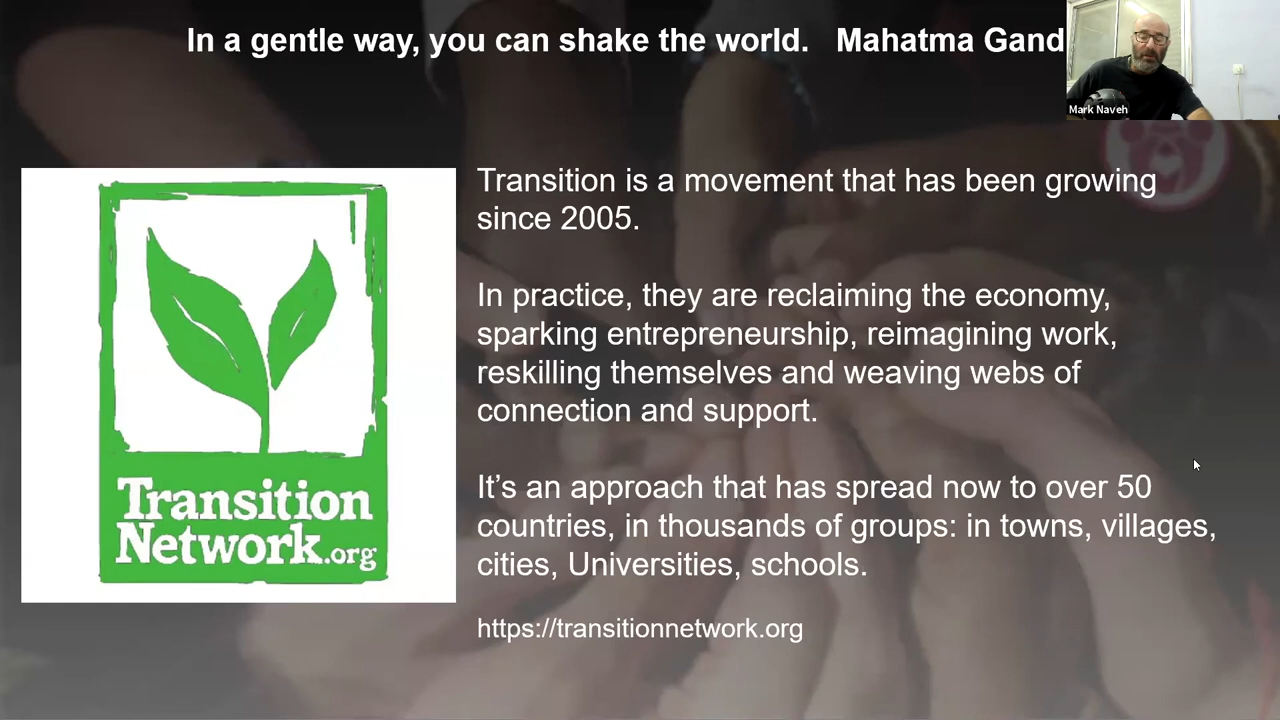 In a gentle way, you can shake the world.   Mahatma Gand
Mark Naveh
Transition is a movement that has been growing
since 2005.
In practice, they are reclaiming the economy,
sparking entrepreneurship, reimagining work,
reskilling themselves and weaving webs of
connection and support.
It’s an approach that has spread now to over 50
countries, in thousands of groups: in towns, villages,
cities, Universities, schools.
https://transitionnetwork.org
Transition
Network.org